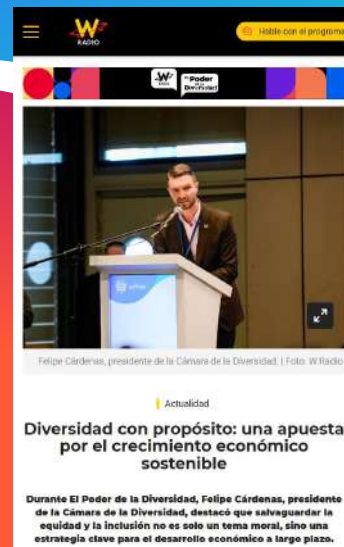 W
RADIO
Hable con el programa
W
El Poder
de la
Diversidad
Felipe Cárdenas, presidente de la Cámara de la Diversidad. | Foto: W Radio
Actualidad
Diversidad con propósito: una apuesta
por el crecimiento económico
sostenible
Durante El Poder de la Diversidad, Felipe Cárdenas, presidente
de la Cámara de la Diversidad, destacó que salvaguardar la
equidad y la inclusión no es solo un tema moral, sino una
estrategia clave para el desarrollo económico a largo plazo.